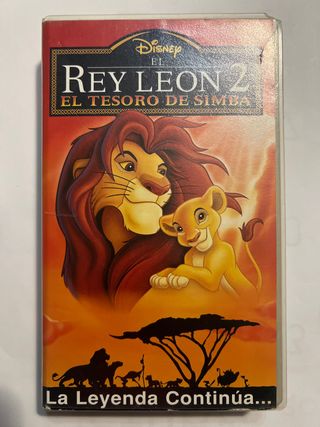 Disney
EL
REY LEON 2
EL TESORO DE SIMBA
La Leyenda Continúa...